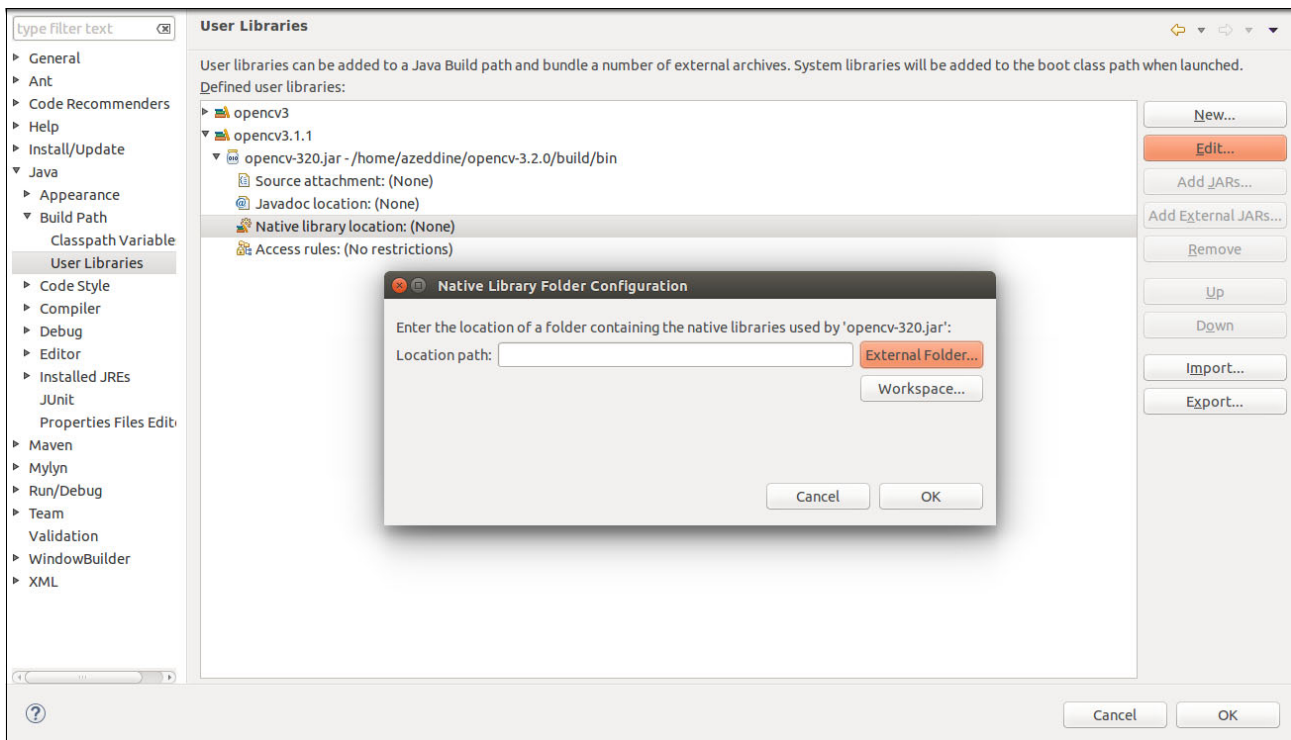 type filter text
General
Ant
Code Recommenders
Help
Install/Update
Java
Appearance
Build Path
Classpath Variable
User Libraries
Code Style
Compiler
Debug
Editor
Installed JREs
JUnit
Properties Files Edit
Maven
Mylyn
Run/Debug
Team
Validation
WindowBuilder
XML
User Libraries
User libraries can be added to a Java Build path and bundle a number of external archives. System libraries will be added to the boot class path when launched.
Defined user libraries:
opencv3
opencv3.1.1
opencv-320.jar - /home/azeddine/opencv-3.2.0/build/bin
Source attachment: (None)
Javadoc location: (None)
Native library location: (None)
Access rules: (No restrictions)
Native Library Folder Configuration
Enter the location of a folder containing the native libraries used by 'opencv-320.jar':
Location path:
External Folder...
Workspace...
Cancel
OK
New...
Edit...
Add JARs...
Add External JARs...
Remove
Up
Down
Import...
Export...
Cancel
OK